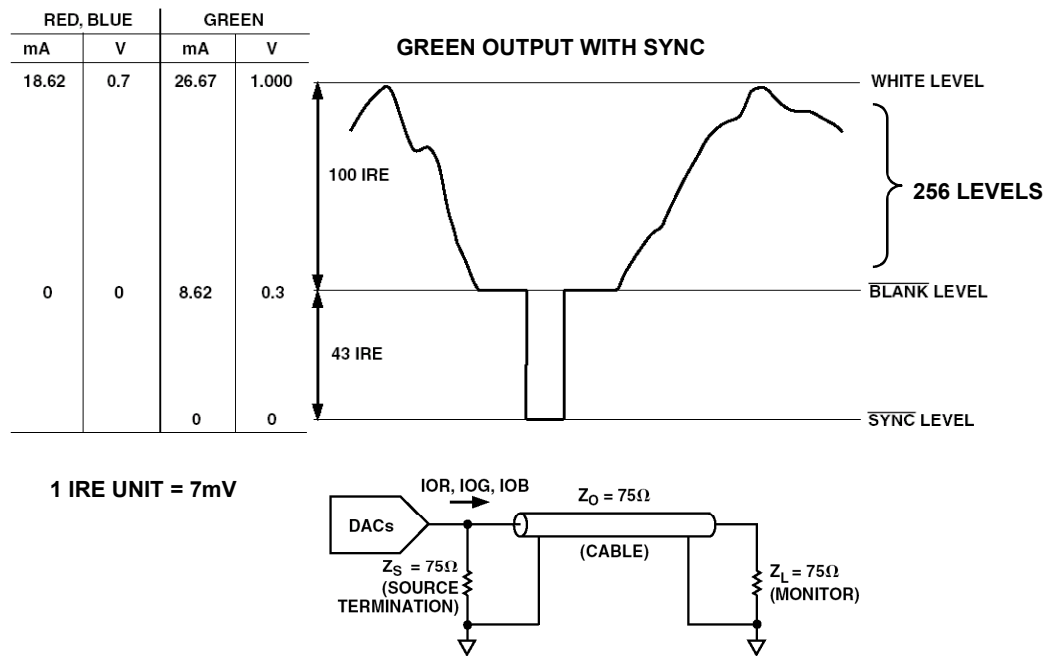 RED, BLUE GREEN
mA V mA V
GREEN OUTPUT WITH SYNC
18.62 0.7 26.67 1.000
WHITE LEVEL
100 IRE
256 LEVELS
0 0 8.62 0.3
BLANK LEVEL
43 IRE
0 0
SYNC LEVEL
1 IRE UNIT = 7mV
IOR, IOG, IOB
ZO = 75Ω
DACs
(CABLE)
ZS = 75Ω
(SOURCE
TERMINATION)
ZL = 75Ω
(MONITOR)